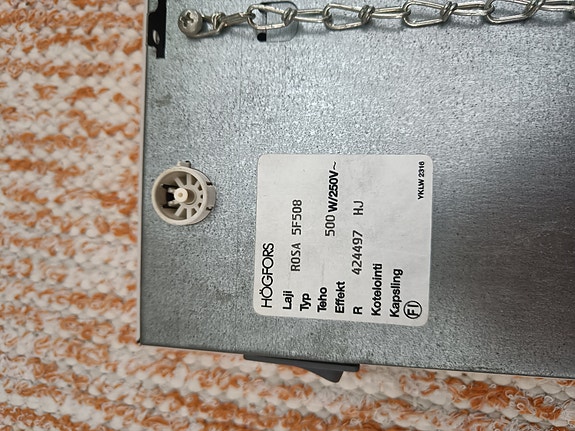 HÖGFORS
Laji
Typ ROSA 5F508
Teho
Effekt 500 W/250V~
R 424497 HJ
Kotelointi
Kapsling
FI
YKLW 2316